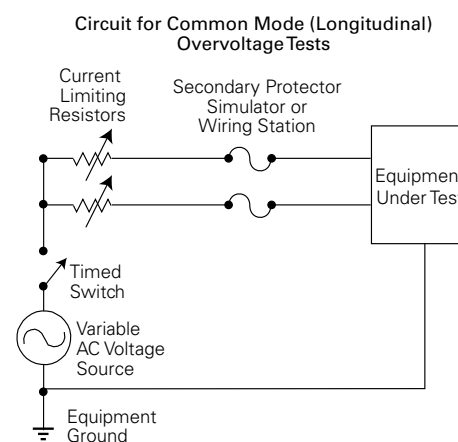 Circuit for Common Mode (Longitudinal)
Overvoltage Tests
Current
Limiting
Resistors
Secondary Protector
Simulator or
Wiring Station
Equipmen
Under Tes
Timed
Switch
Variable
AC Voltage
Source
Equipment
Ground